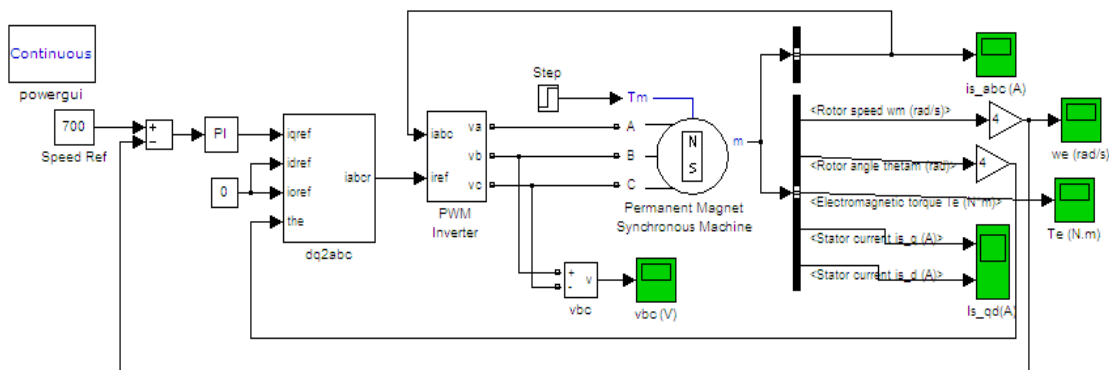 Continuous
powergui
700
Speed Ref
+
−
PI
0
iqref
idref
ioref
the
iabcr
dq2abc
iabc
iref
va
vb
vc
PWM
Inverter
Step
Tm
A
B
C
N
S
m
Permanent Magnet
Synchronous Machine
+
-
v
vbc
vbc (V)
is_abc (A)
<Rotor speed wm (rad/s)>
4
we (rad/s)
<Rotor angle thetam (rad)>
4
<Electromagnetic torque Te (N*m)>
Te (N.m)
<Stator current is_q (A)>
<Stator current is_d (A)>
Is_qd(A)